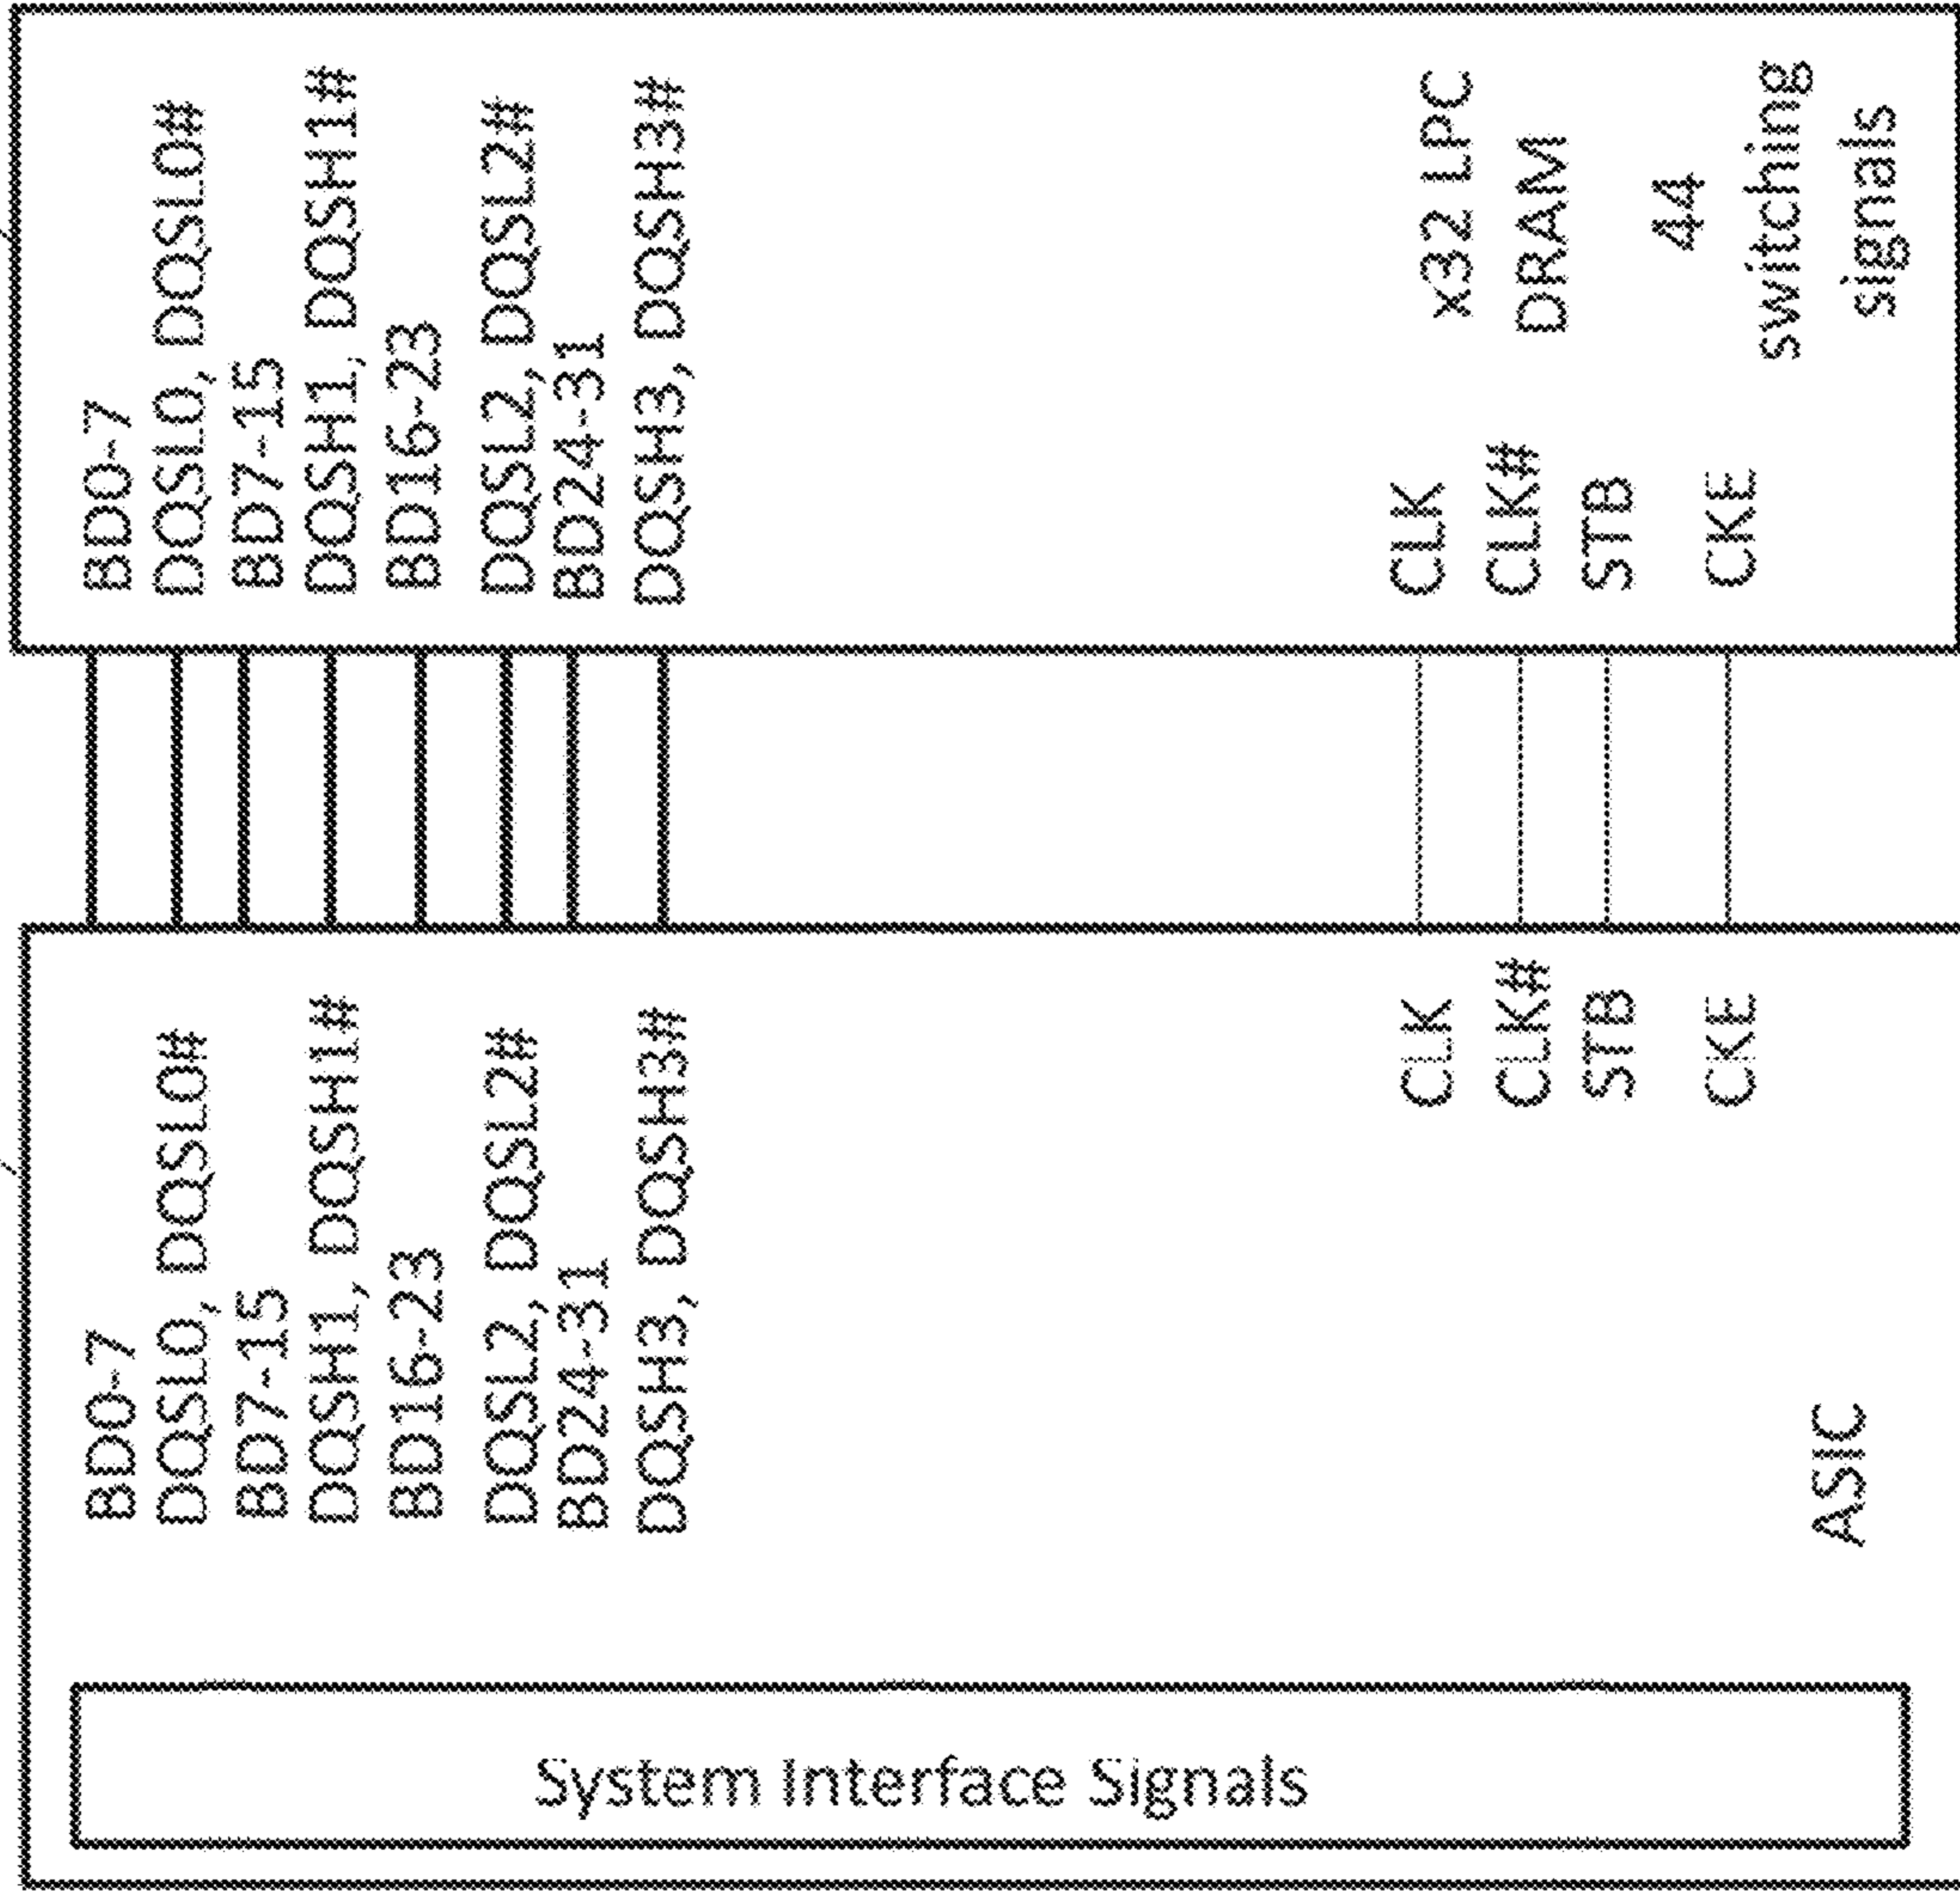 BD0-7
DQSL0, DQSL0#
BD7-15
DQSH1, DQSH1#
BD16-23
DQSL2, DQSL2#
BD24-31
DQSH3, DQSH3#
CLK
CLK#
STB
CKE
x32 LPC
DRAM
44
switching
signals
BD0-7
DQSL0, DQSL0#
BD7-15
DQSH1, DQSH1#
BD16-23
DQSL2, DQSL2#
BD24-31
DQSH3, DQSH3#
CLK
CLK#
STB
CKE
ASIC
System Interface Signals